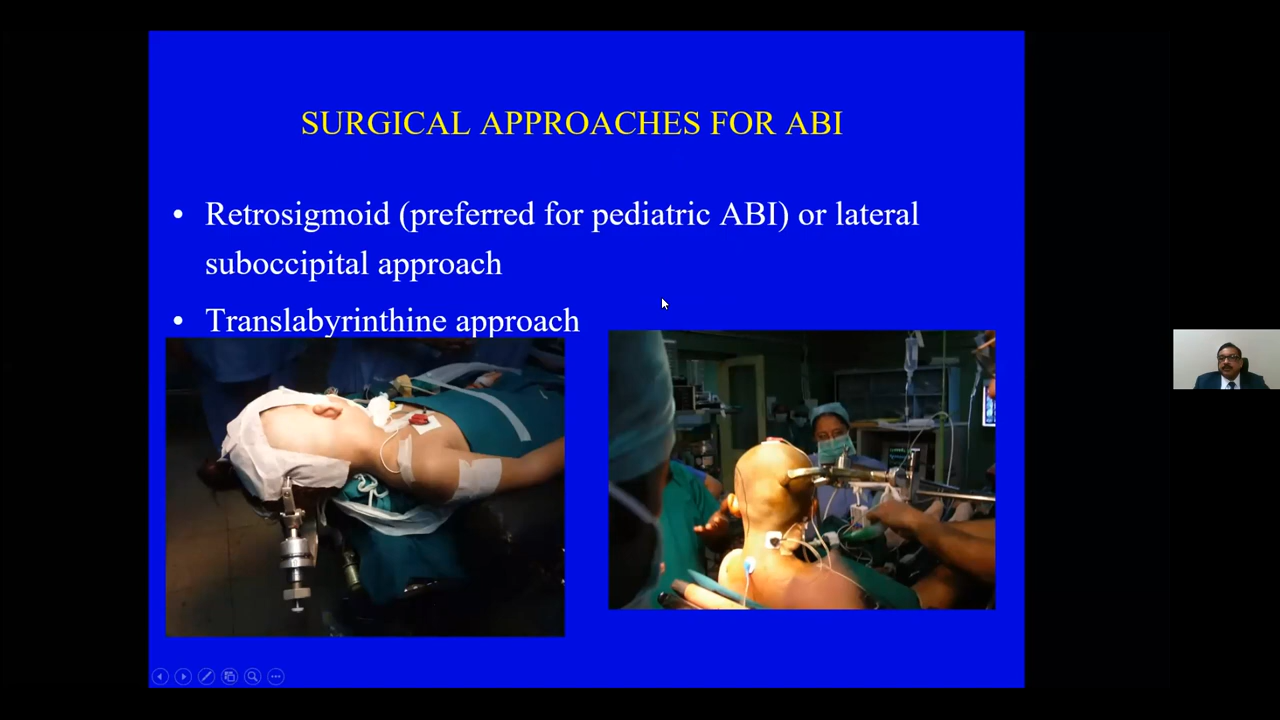 SURGICAL APPROACHES FOR ABI
• Retrosigmoid (preferred for pediatric ABI) or lateral
suboccipital approach
• Translabyrinthine approach